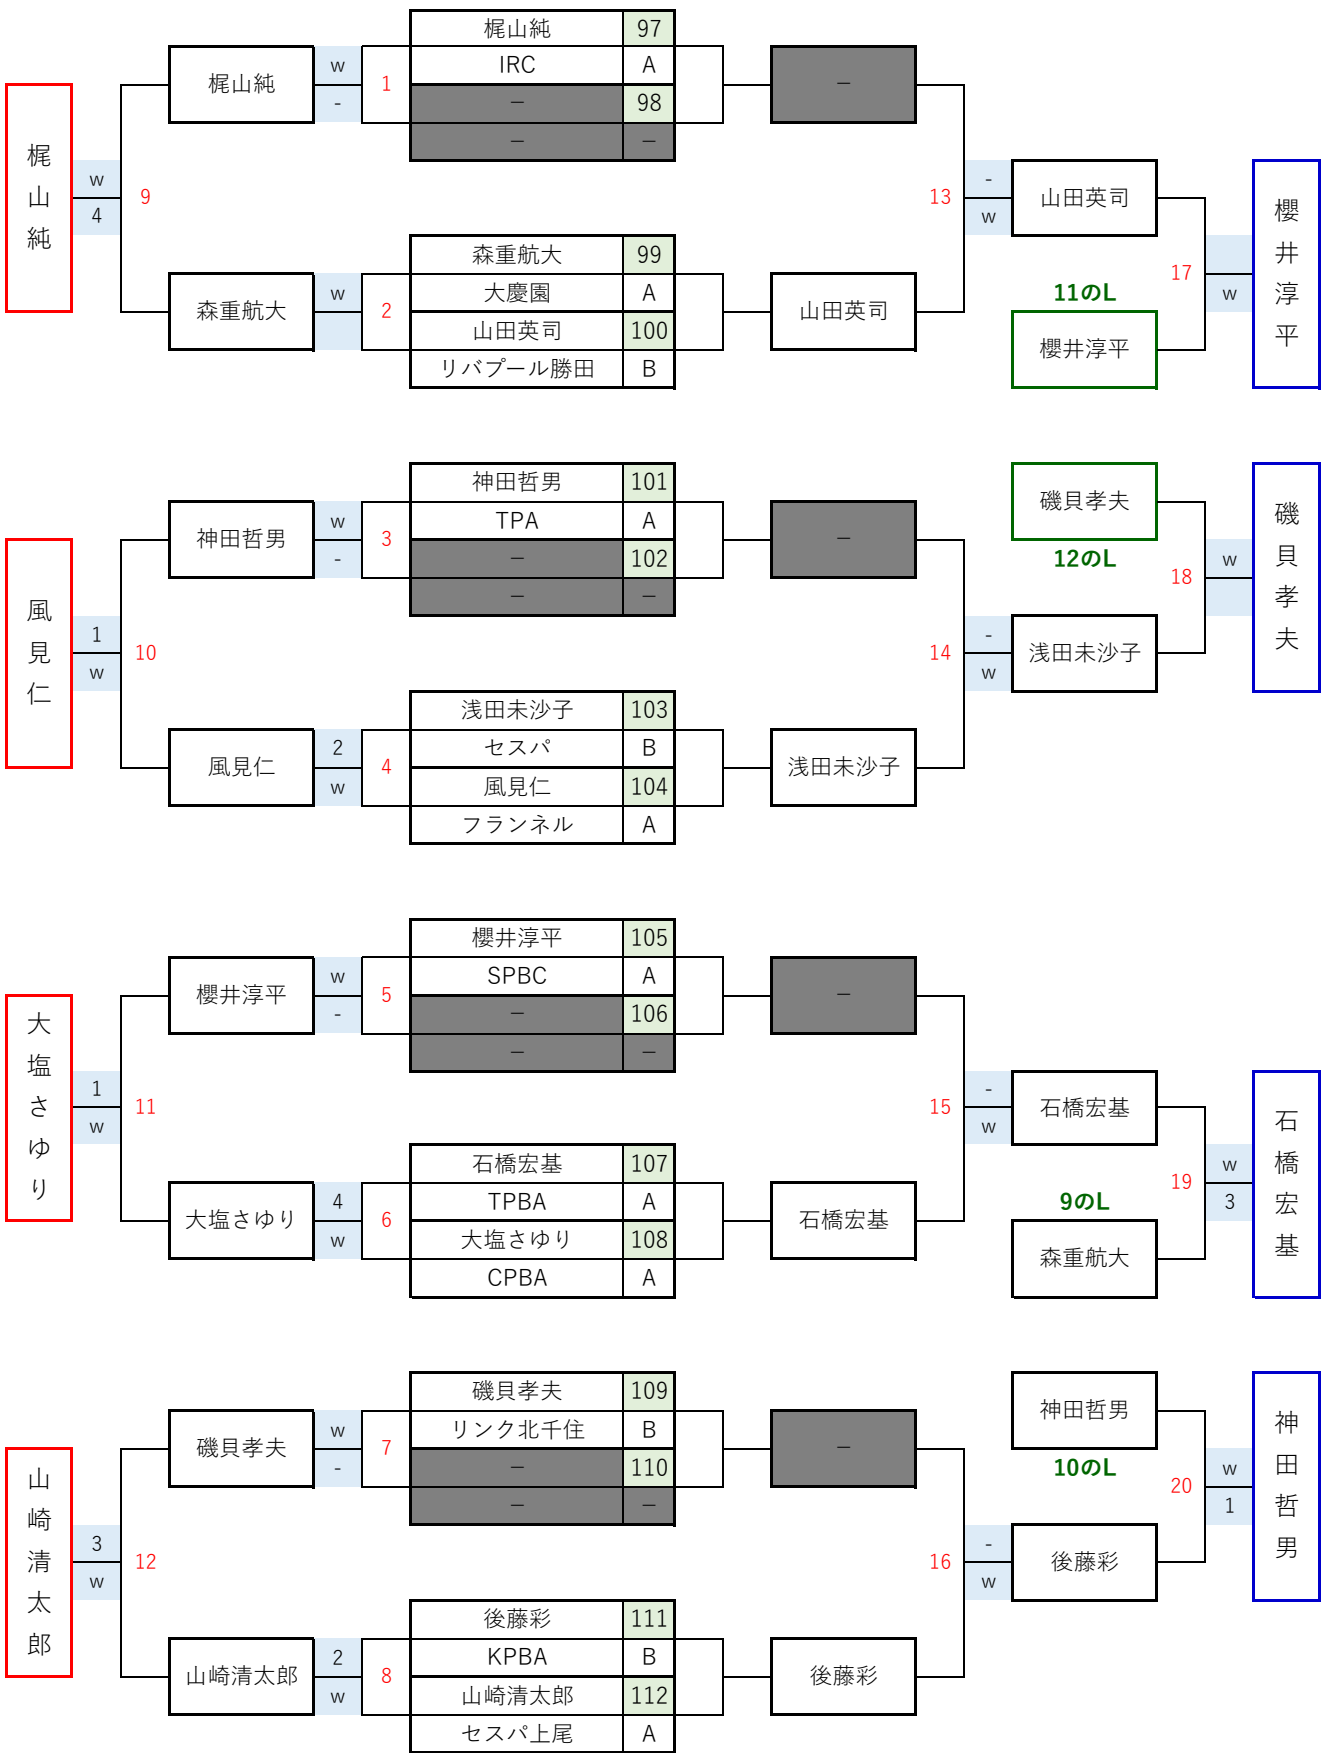 梶山純 97
IRC A
－ 98
－ －
梶山純 w 1 －
-
梶山純 w 9 13 - 山田英司 櫻井淳平
4 w
森重航大 99
大慶園 A
山田英司 100
リバプール勝田 B
森重航大 w 2 山田英司
11のL 17
櫻井淳平 w
神田哲男 101
TPA A
－ 102
－ －
神田哲男 w 3 －
-
磯貝孝夫 磯貝孝夫
12のL 18 w
風見仁 1 10 14 - 浅田未沙子
w w
浅田未沙子 103
セスパ B
風見仁 104
フランネル A
風見仁 2 4 浅田未沙子
w
櫻井淳平 105
SPBC A
－ 106
－ －
櫻井淳平 w 5 －
-
大塩さゆり 1 11 15 - 石橋宏基 石橋宏基
w w
石橋宏基 107
TPBA A
大塩さゆり 108
CPBA A
大塩さゆり 4 6 石橋宏基
w
9のL 19 w
森重航大 3
磯貝孝夫 109
リンク北千住 B
－ 110
－ －
磯貝孝夫 w 7 －
-
神田哲男 神田哲男
10のL 20 w
1
山崎清太郎 3 12 16 - 後藤彩
w w
後藤彩 111
KPBA B
山崎清太郎 112
セスパ上尾 A
山崎清太郎 2 8 後藤彩
w